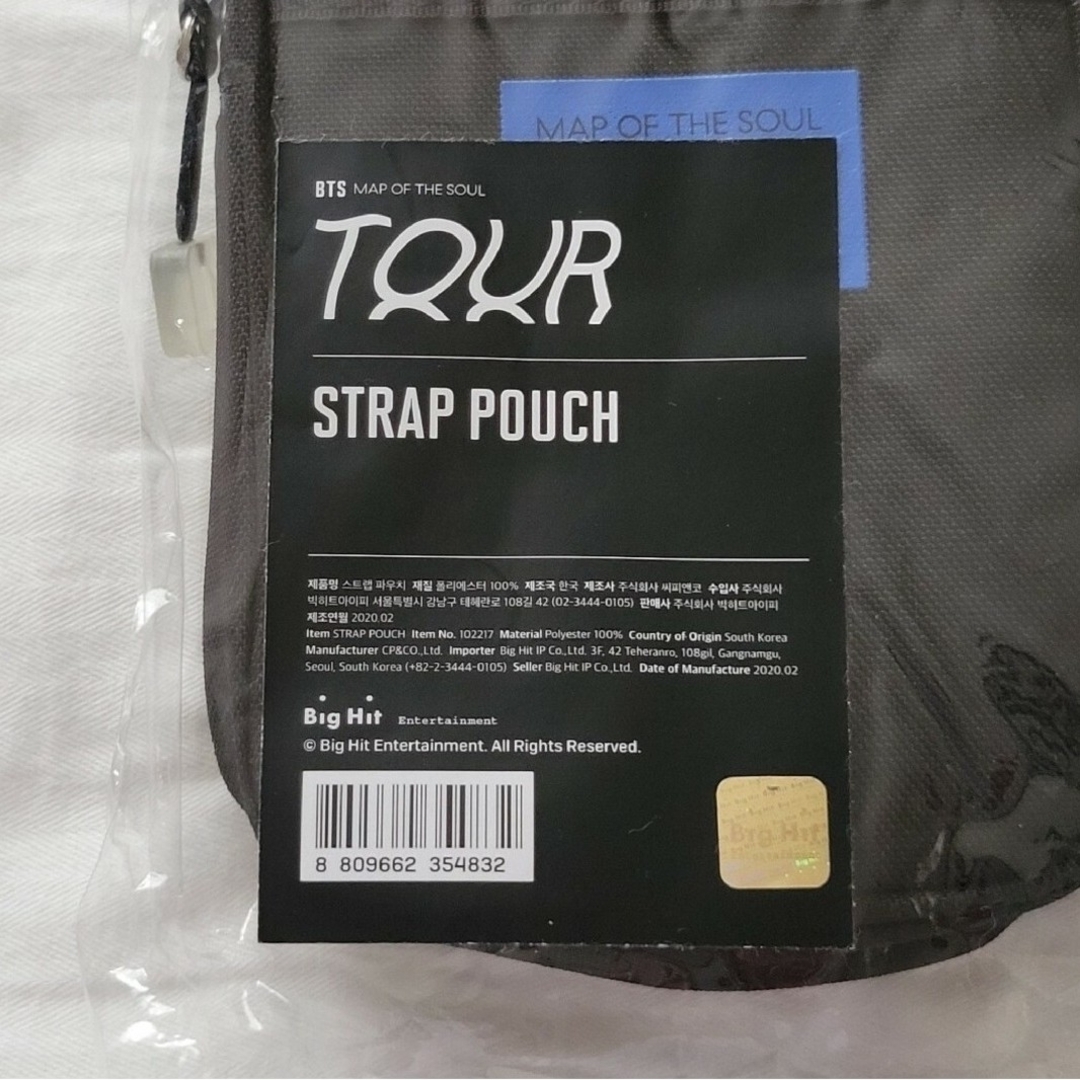 MAP OF THE SOUL
BTS MAP OF THE SOUL
TOUR
STRAP POUCH
제품명 스트랩 파우치 재질 폴리에스터 100% 제조국 한국 제조사 주식회사 씨피앤코 수입사 주식회사
빅히트아이피 서울특별시 강남구 테헤란로 108길 42 (02-3444-0105) 판매사 주식회사 빅히트아이피
제조연월 2020.02
Item STRAP POUCH Item No. 102217 Material Polyester 100% Country of Origin South Korea
Manufacturer CP&CO.,Ltd. Importer Big Hit IP Co.,Ltd. 3F, 42 Teheranro, 108gil, Gangnamgu,
Seoul, South Korea (+82-2-3444-0105) Seller Big Hit IP Co.,Ltd. Date of Manufacture 2020.02
Big Hit Entertainment
© Big Hit Entertainment. All Rights Reserved.
8 809662 354832
Big Hit
Entertainment